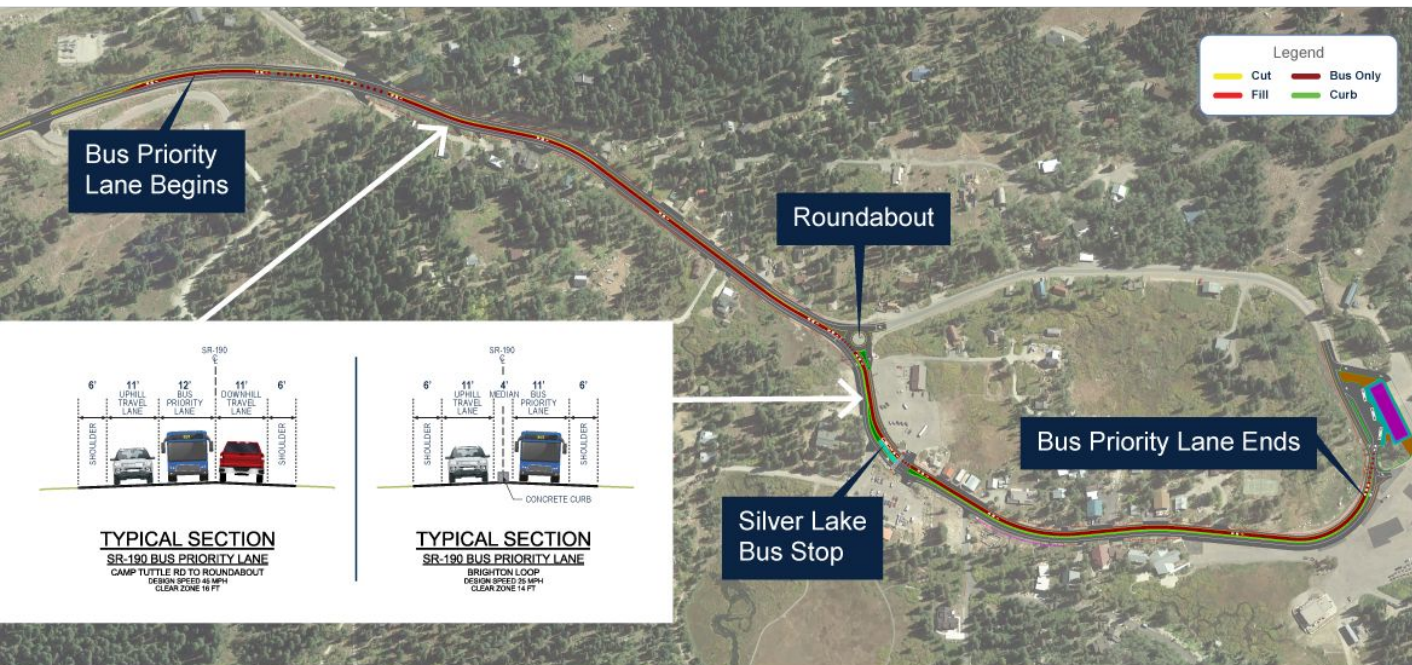 Legend
Cut
Bus Only
Fill
Curb
Bus Priority
Lane Begins
Roundabout
Bus Priority Lane Ends
Silver Lake
Bus Stop
SR-190
6'
11'
12'
11'
6'
SHOULDER
UPHILL
TRAVEL
LANE
BUS
PRIORITY
LANE
DOWNHILL
TRAVEL
LANE
SHOULDER
TYPICAL SECTION
SR-190 BUS PRIORITY LANE
CAMP TUTTLE RD TO ROUNDABOUT
DESIGN SPEED 45 MPH
CLEAR ZONE 16 FT
SR-190
6'
11'
4'
11'
6'
SHOULDER
UPHILL
TRAVEL
LANE
MEDIAN
BUS
PRIORITY
LANE
SHOULDER
CONCRETE CURB
TYPICAL SECTION
SR-190 BUS PRIORITY LANE
BRIGHTON LOOP
DESIGN SPEED 25 MPH
CLEAR ZONE 14 FT